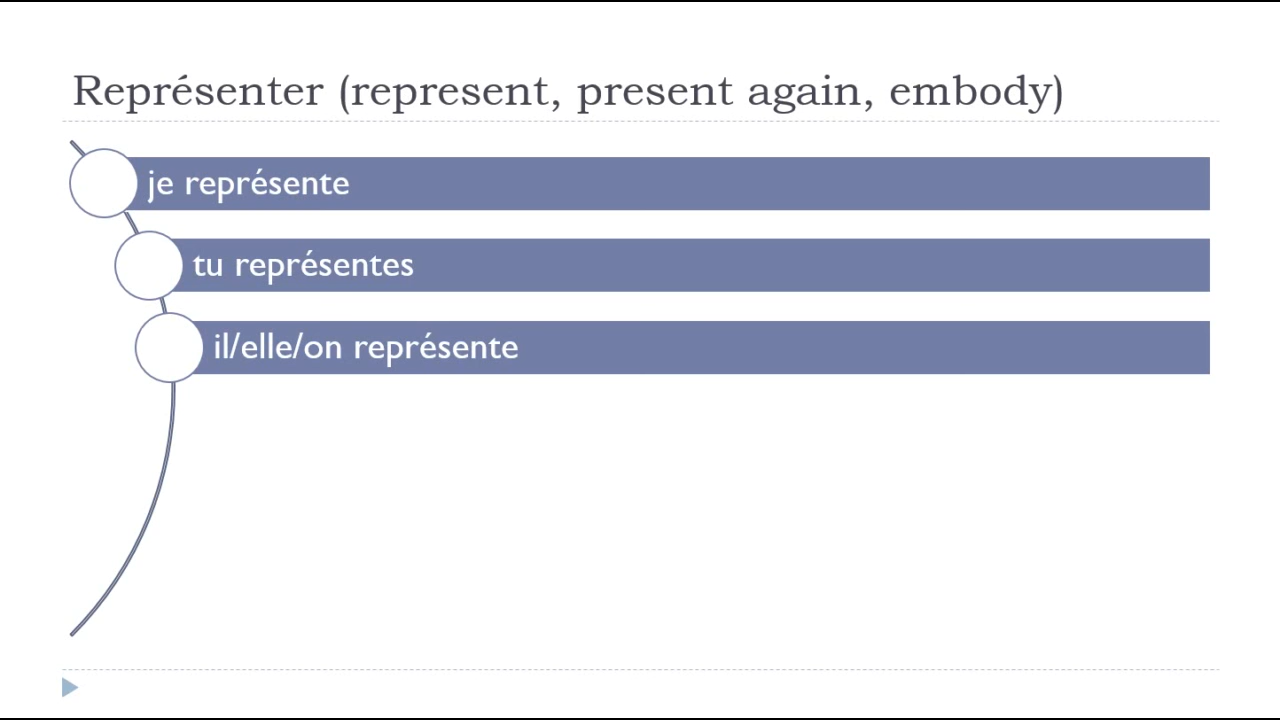 Représenter (represent, present again, embody)
je représente
tu représentes
il/elle/on représente